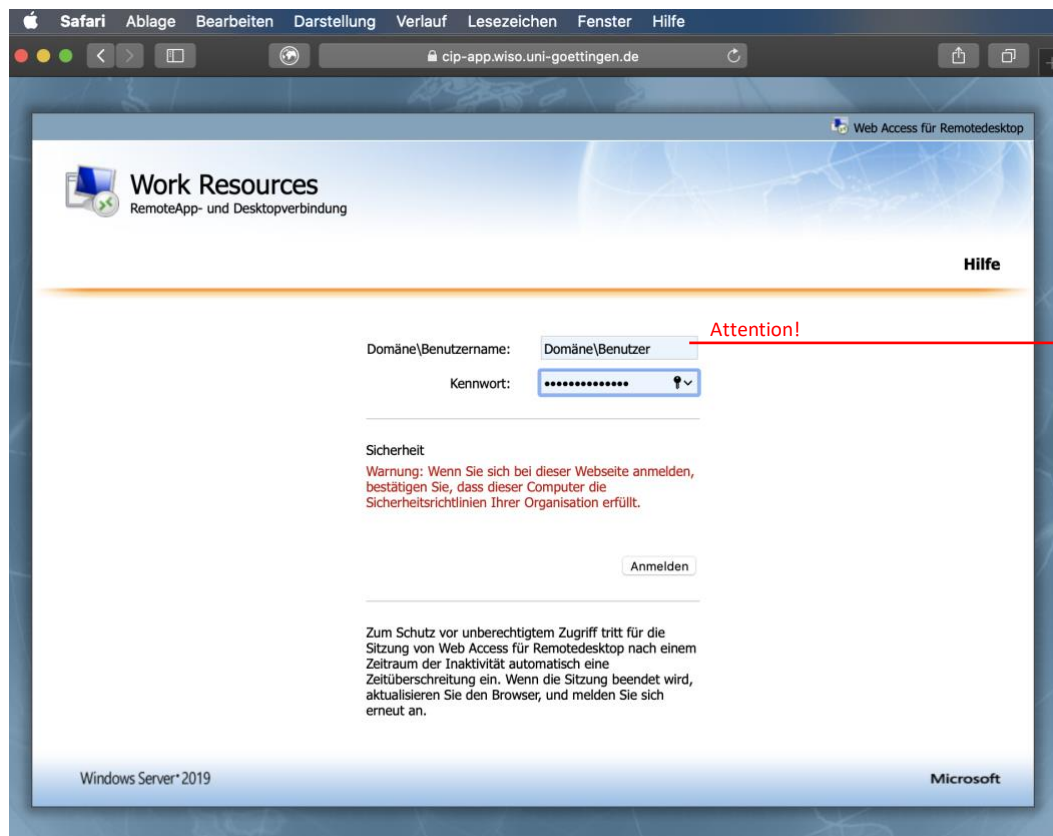 Safari Ablage Bearbeiten Darstellung Verlauf Lesezeichen Fenster Hilfe
cip-app.wiso.uni-goettingen.de
Web Access für Remotedesktop
Work Resources
RemoteApp- und Desktopverbindung
Hilfe
Attention!
Domäne\Benutzername: Domäne\Benutzer
Kennwort: ••••••••••••••
Sicherheit
Warnung: Wenn Sie sich bei dieser Webseite anmelden,
bestätigen Sie, dass dieser Computer die
Sicherheitsrichtlinien Ihrer Organisation erfüllt.
Anmelden
Zum Schutz vor unberechtigtem Zugriff tritt für die
Sitzung von Web Access für Remotedesktop nach einem
Zeitraum der Inaktivität automatisch eine
Zeitüberschreitung ein. Wenn die Sitzung beendet wird,
aktualisieren Sie den Browser, und melden Sie sich
erneut an.
Windows Server 2019
Microsoft